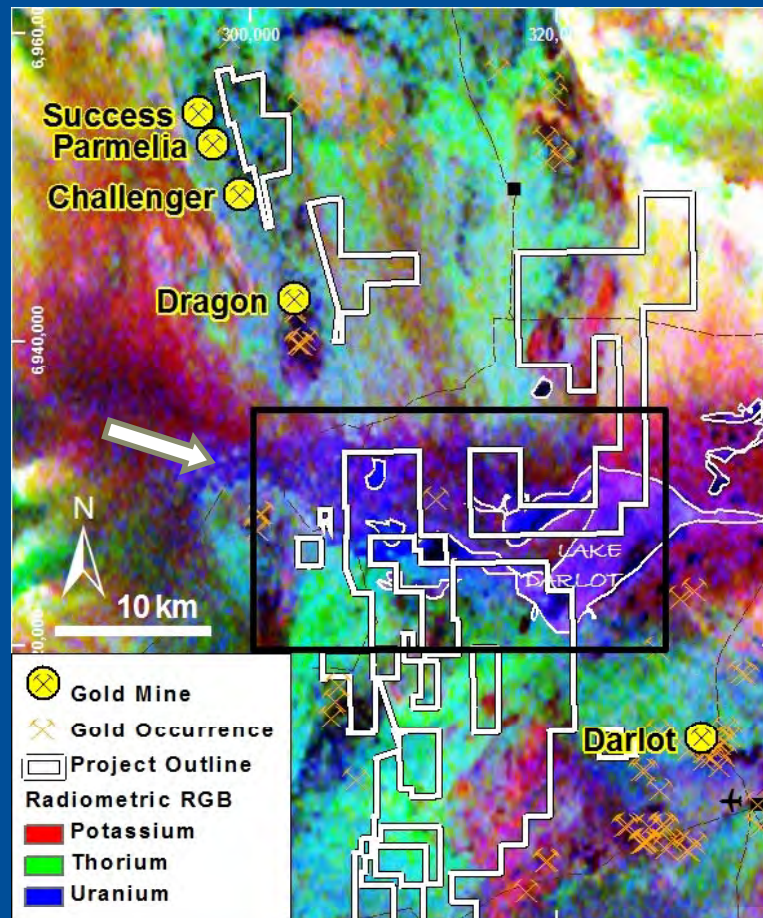 300,000
320,000
6,960,000
Success
Parmelia
Challenger
Dragon
6,940,000
N
10 km
LAKE
DARLOT
Gold Mine
Gold Occurrence
Project Outline
Radiometric RGB
Potassium
Thorium
Uranium
Darlot